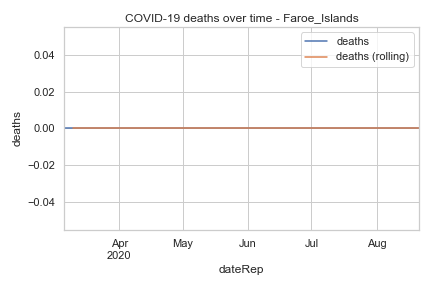 COVID-19 deaths over time - Faroe_Islands
deaths
deaths (rolling)
0.04
0.02
0.00
−0.02
−0.04
deaths
Apr
2020
May
Jun
Jul
Aug
dateRep